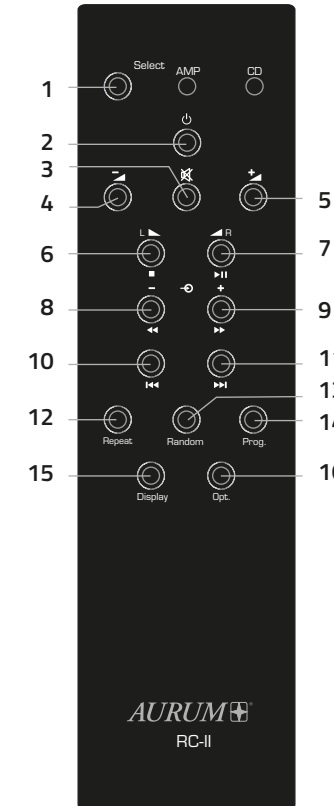 Select
AMP
CD
1
2
3
4
5
L
R
6
7
8
9
10
11
12
13
14
Repeat
Random
Prog.
15
16
Display
Opt.
AURUM
RC-II